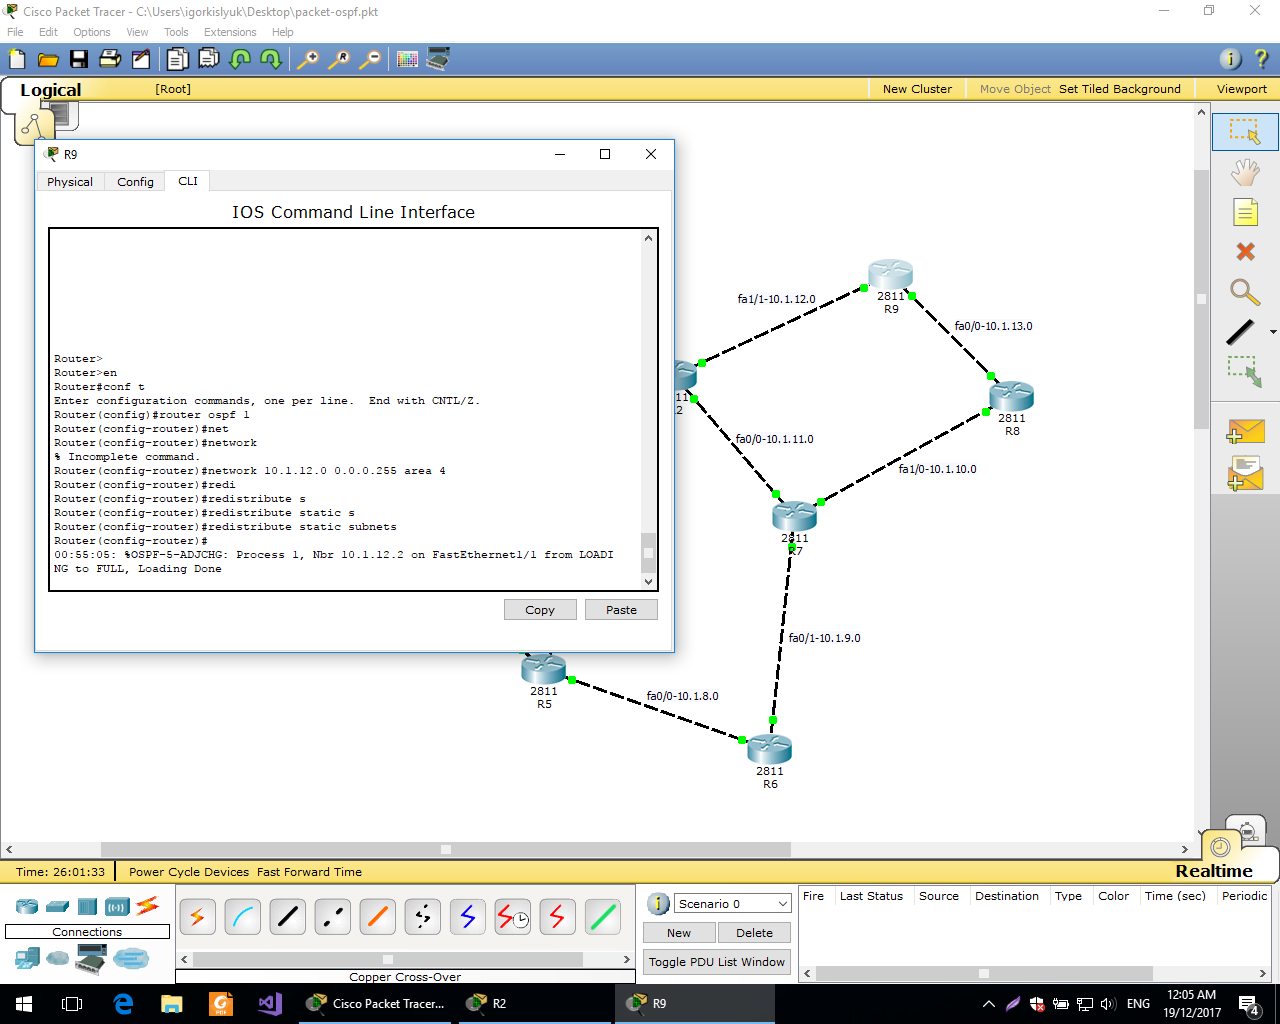 Cisco Packet Tracer - C:\Users\igorkislyuk\Desktop\packet-ospf.pkt
File Edit Options View Tools Extensions Help
Logical [Root] New Cluster Move Object Set Tiled Background Viewport
R9
Physical Config CLI
IOS Command Line Interface
Router>
Router>en
Router#conf t
Enter configuration commands, one per line.  End with CNTL/Z.
Router(config)#router ospf 1
Router(config-router)#net
Router(config-router)#network
% Incomplete command.
Router(config-router)#network 10.1.12.0 0.0.0.255 area 4
Router(config-router)#redi
Router(config-router)#redistribute s
Router(config-router)#redistribute static s
Router(config-router)#redistribute static subnets
Router(config-router)#
00:55:05: %OSPF-5-ADJCHG: Process 1, Nbr 10.1.12.2 on FastEthernet1/1 from LOADI
NG to FULL, Loading Done
Copy Paste
fa1/1-10.1.12.0
2811
R9
fa0/0-10.1.13.0
2811
R8
fa0/0-10.1.11.0
fa1/0-10.1.10.0
2811
R7
fa0/1-10.1.9.0
2811
R5
fa0/0-10.1.8.0
2811
R6
Time: 26:01:33 Power Cycle Devices Fast Forward Time Realtime
Connections
Copper Cross-Over
Scenario 0
New Delete
Toggle PDU List Window
Fire Last Status Source Destination Type Color Time (sec) Periodic
Cisco Packet Tracer... R2 R9
ENG
12:05 AM
19/12/2017
4